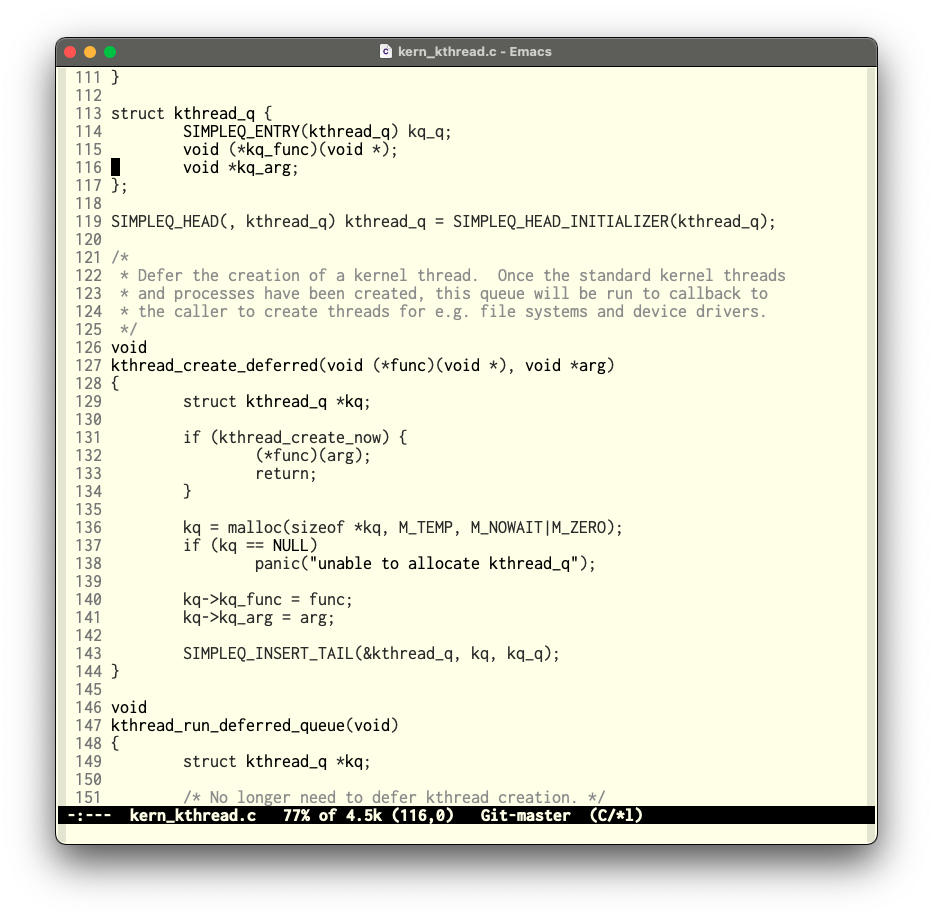 kern_kthread.c - Emacs
111 }
112
113 struct kthread_q {
114         SIMPLEQ_ENTRY(kthread_q) kq_q;
115         void (*kq_func)(void *);
116         void *kq_arg;
117 };
118
119 SIMPLEQ_HEAD(, kthread_q) kthread_q = SIMPLEQ_HEAD_INITIALIZER(kthread_q);
120
121 /*
122  * Defer the creation of a kernel thread.  Once the standard kernel threads
123  * and processes have been created, this queue will be run to callback to
124  * the caller to create threads for e.g. file systems and device drivers.
125  */
126 void
127 kthread_create_deferred(void (*func)(void *), void *arg)
128 {
129         struct kthread_q *kq;
130
131         if (kthread_create_now) {
132                 (*func)(arg);
133                 return;
134         }
135
136         kq = malloc(sizeof *kq, M_TEMP, M_NOWAIT|M_ZERO);
137         if (kq == NULL)
138                 panic("unable to allocate kthread_q");
139
140         kq->kq_func = func;
141         kq->kq_arg = arg;
142
143         SIMPLEQ_INSERT_TAIL(&kthread_q, kq, kq_q);
144 }
145
146 void
147 kthread_run_deferred_queue(void)
148 {
149         struct kthread_q *kq;
150
151         /* No longer need to defer kthread creation. */
-:---  kern_kthread.c   77% of 4.5k (116,0)   Git-master  (C/*l)